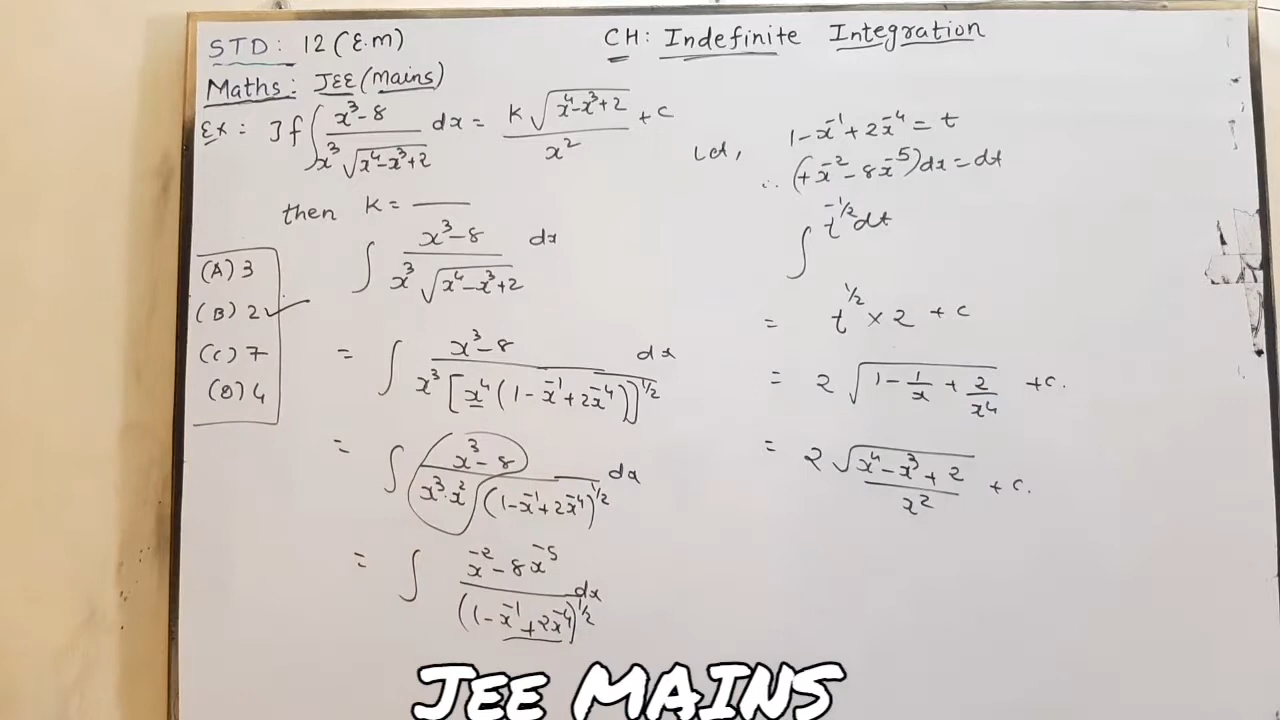 STD: 12 (E.m)
CH: Indefinite Integration
Maths: JEE (Mains)
Ex: If ∫ x³-8 / x³ √x⁴-x³+2 dx = K √x⁴-x³+2 / x² + c
then K = ___
(A) 3
(B) 2 ✓
(C) 7
(D) 4
∫ x³-8 / x³ √x⁴-x³+2 dx
= ∫ x³-8 / x³ [x⁴ (1-x⁻¹+2x⁻⁴)]^1/2 dx
= ∫ x³-8 / x³·x² (1-x⁻¹+2x⁻⁴)^1/2 dx
= ∫ x⁻²-8x⁻⁵ / (1-x⁻¹+2x⁻⁴)^1/2 dx
Let, 1-x⁻¹+2x⁻⁴ = t
∴ (+x⁻²-8x⁻⁵)dx = dt
∫ t^-1/2 dt
= t^1/2 × 2 + c
= 2 √1 - 1/x + 2/x⁴ + c.
= 2 √x⁴-x³+2 / x² + c.
JEE MAINS